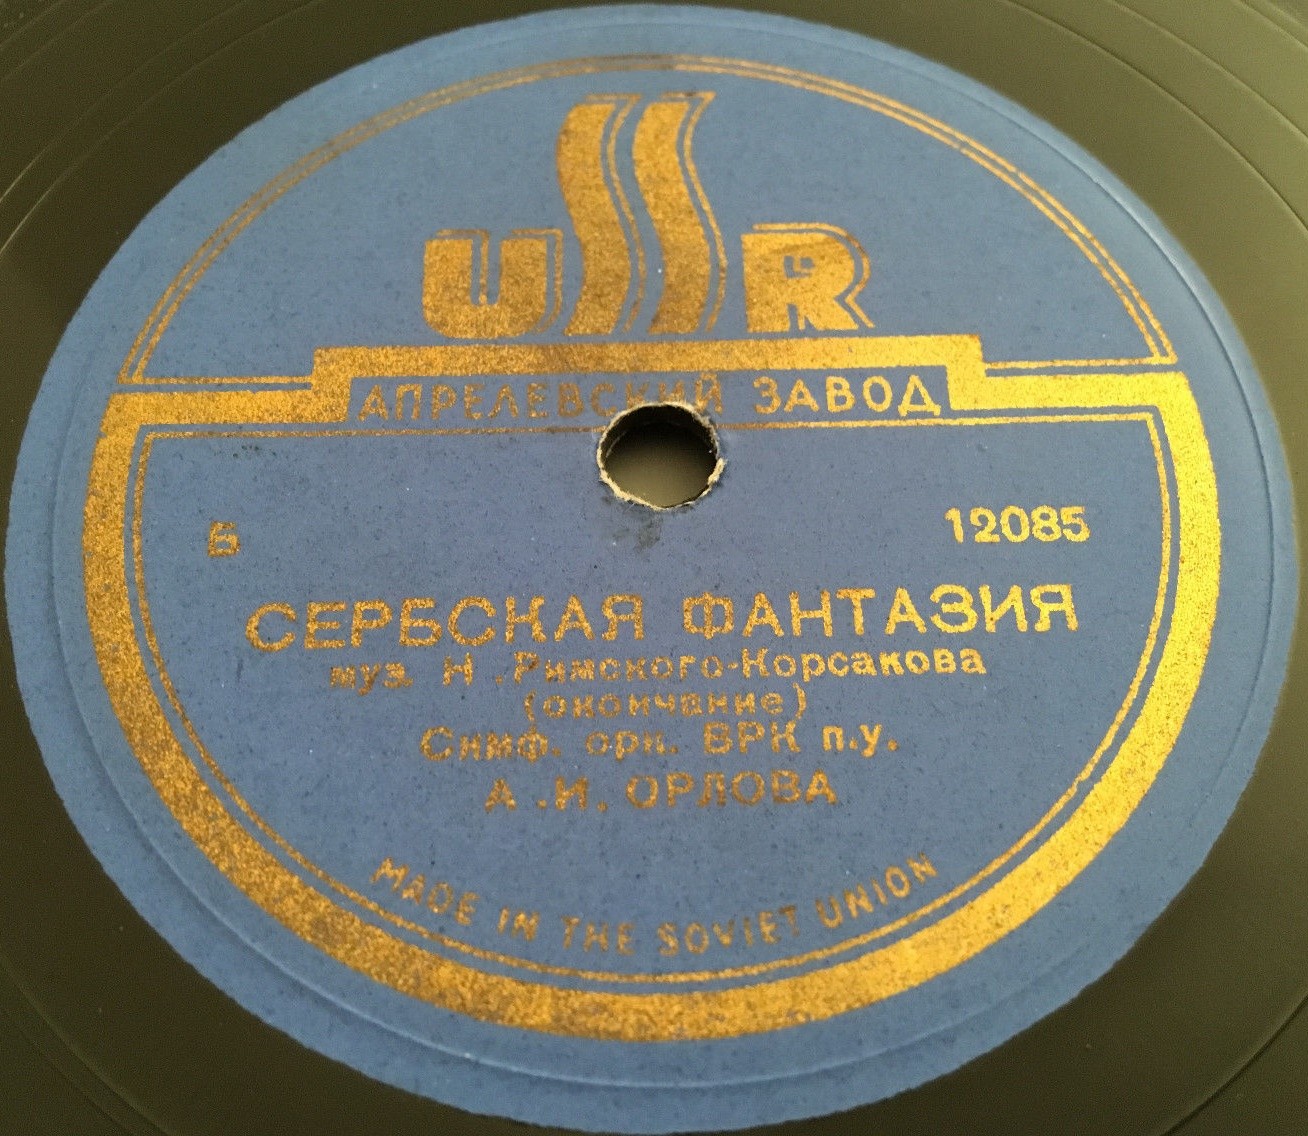 USSR
АПРЕЛЕВСКИЙ ЗАВОД
Б 12085
СЕРБСКАЯ ФАНТАЗИЯ
муз. Н .Римского-Корсакова
(окончание)
Симф. орк. ВРК п.у.
А .И. ОРЛОВА
MADE IN THE SOVIET UNION